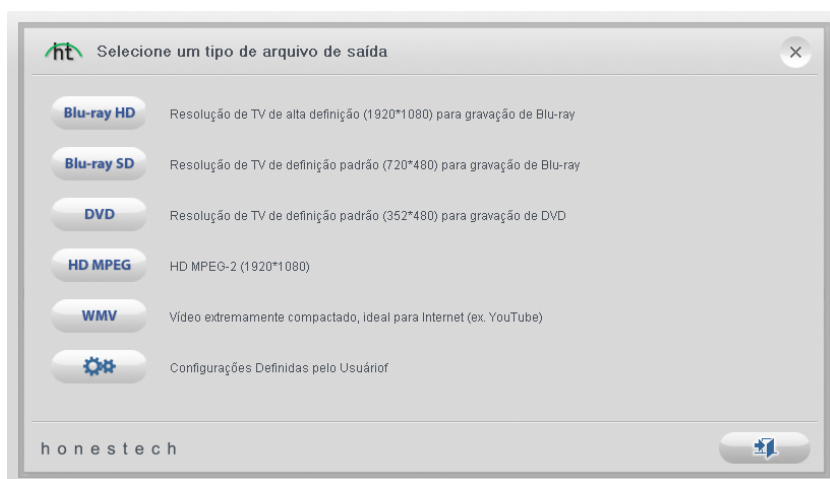 ht Selecione um tipo de arquivo de saída
Blu-ray HD Resolução de TV de alta definição (1920*1080) para gravação de Blu-ray
Blu-ray SD Resolução de TV de definição padrão (720*480) para gravação de Blu-ray
DVD Resolução de TV de definição padrão (352*480) para gravação de DVD
HD MPEG HD MPEG-2 (1920*1080)
WMV Vídeo extremamente compactado, ideal para Internet (ex. YouTube)
Configurações Definidas pelo Usuáriof
honestech